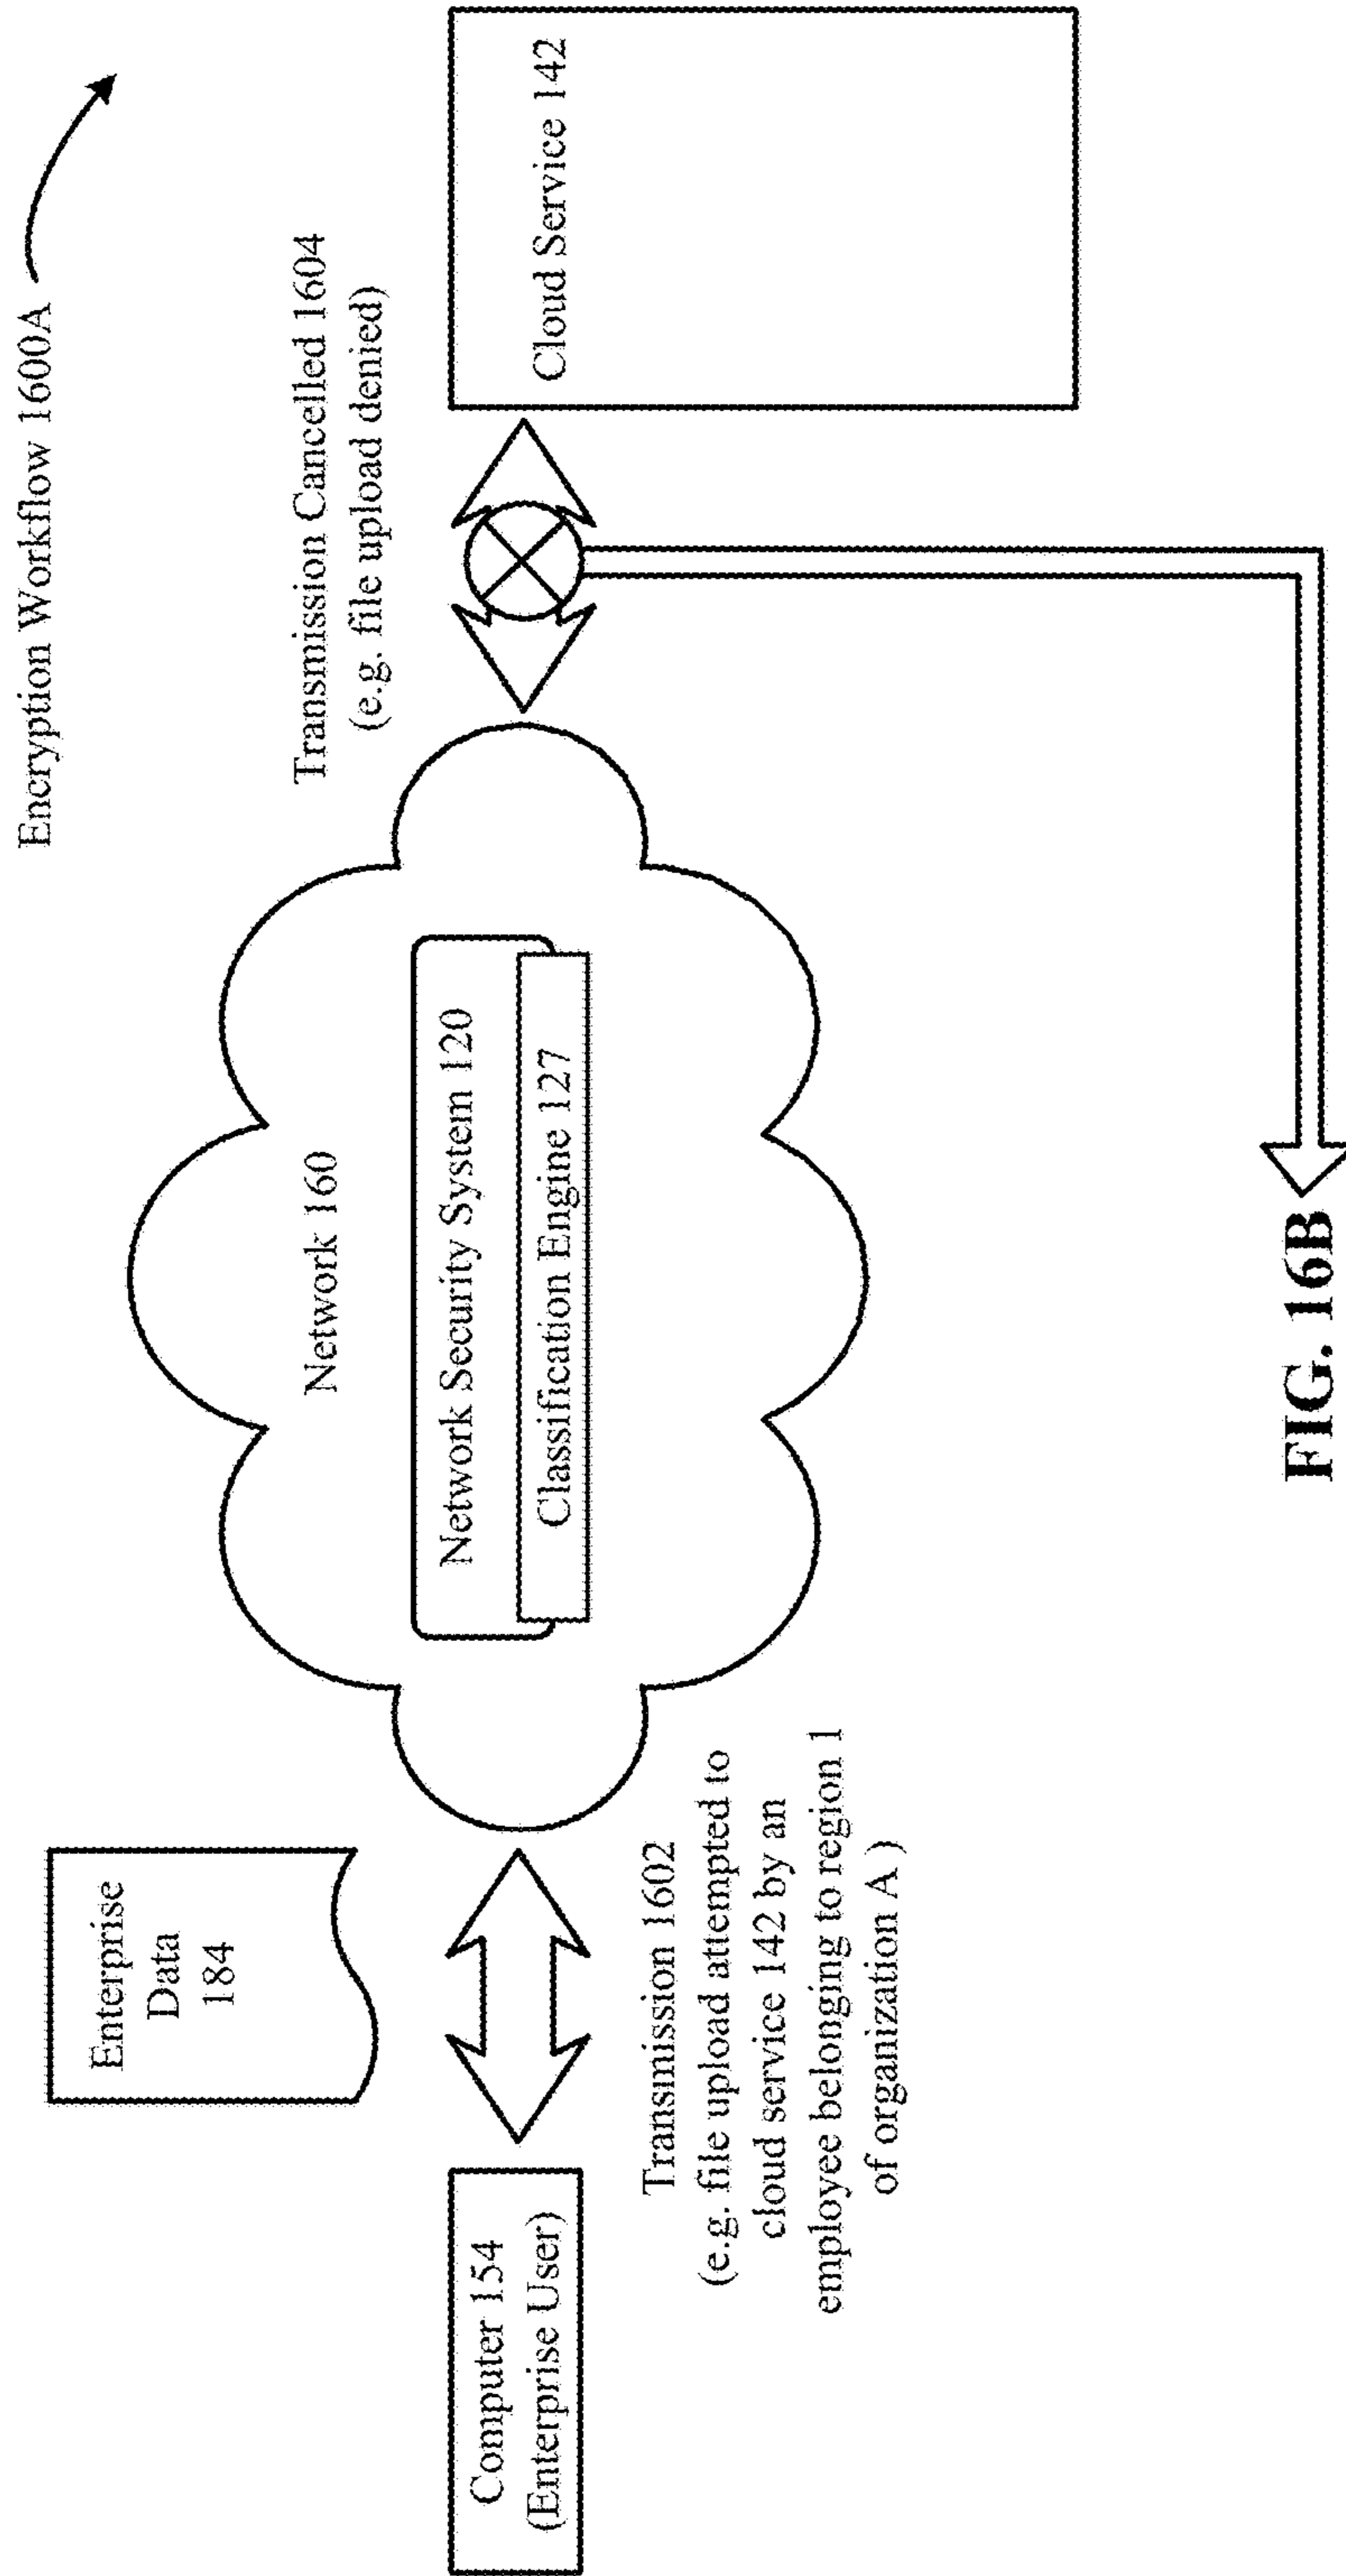 Encryption Workflow 1600A
Enterprise
Data
184
Computer 154
(Enterprise User)
Transmission 1602
(e.g. file upload attempted to
cloud service 142 by an
employee belonging to region 1
of organization A )
Network 160
Network Security System 120
Classification Engine 127
Transmission Cancelled 1604
(e.g. file upload denied)
Cloud Service 142
FIG. 16B